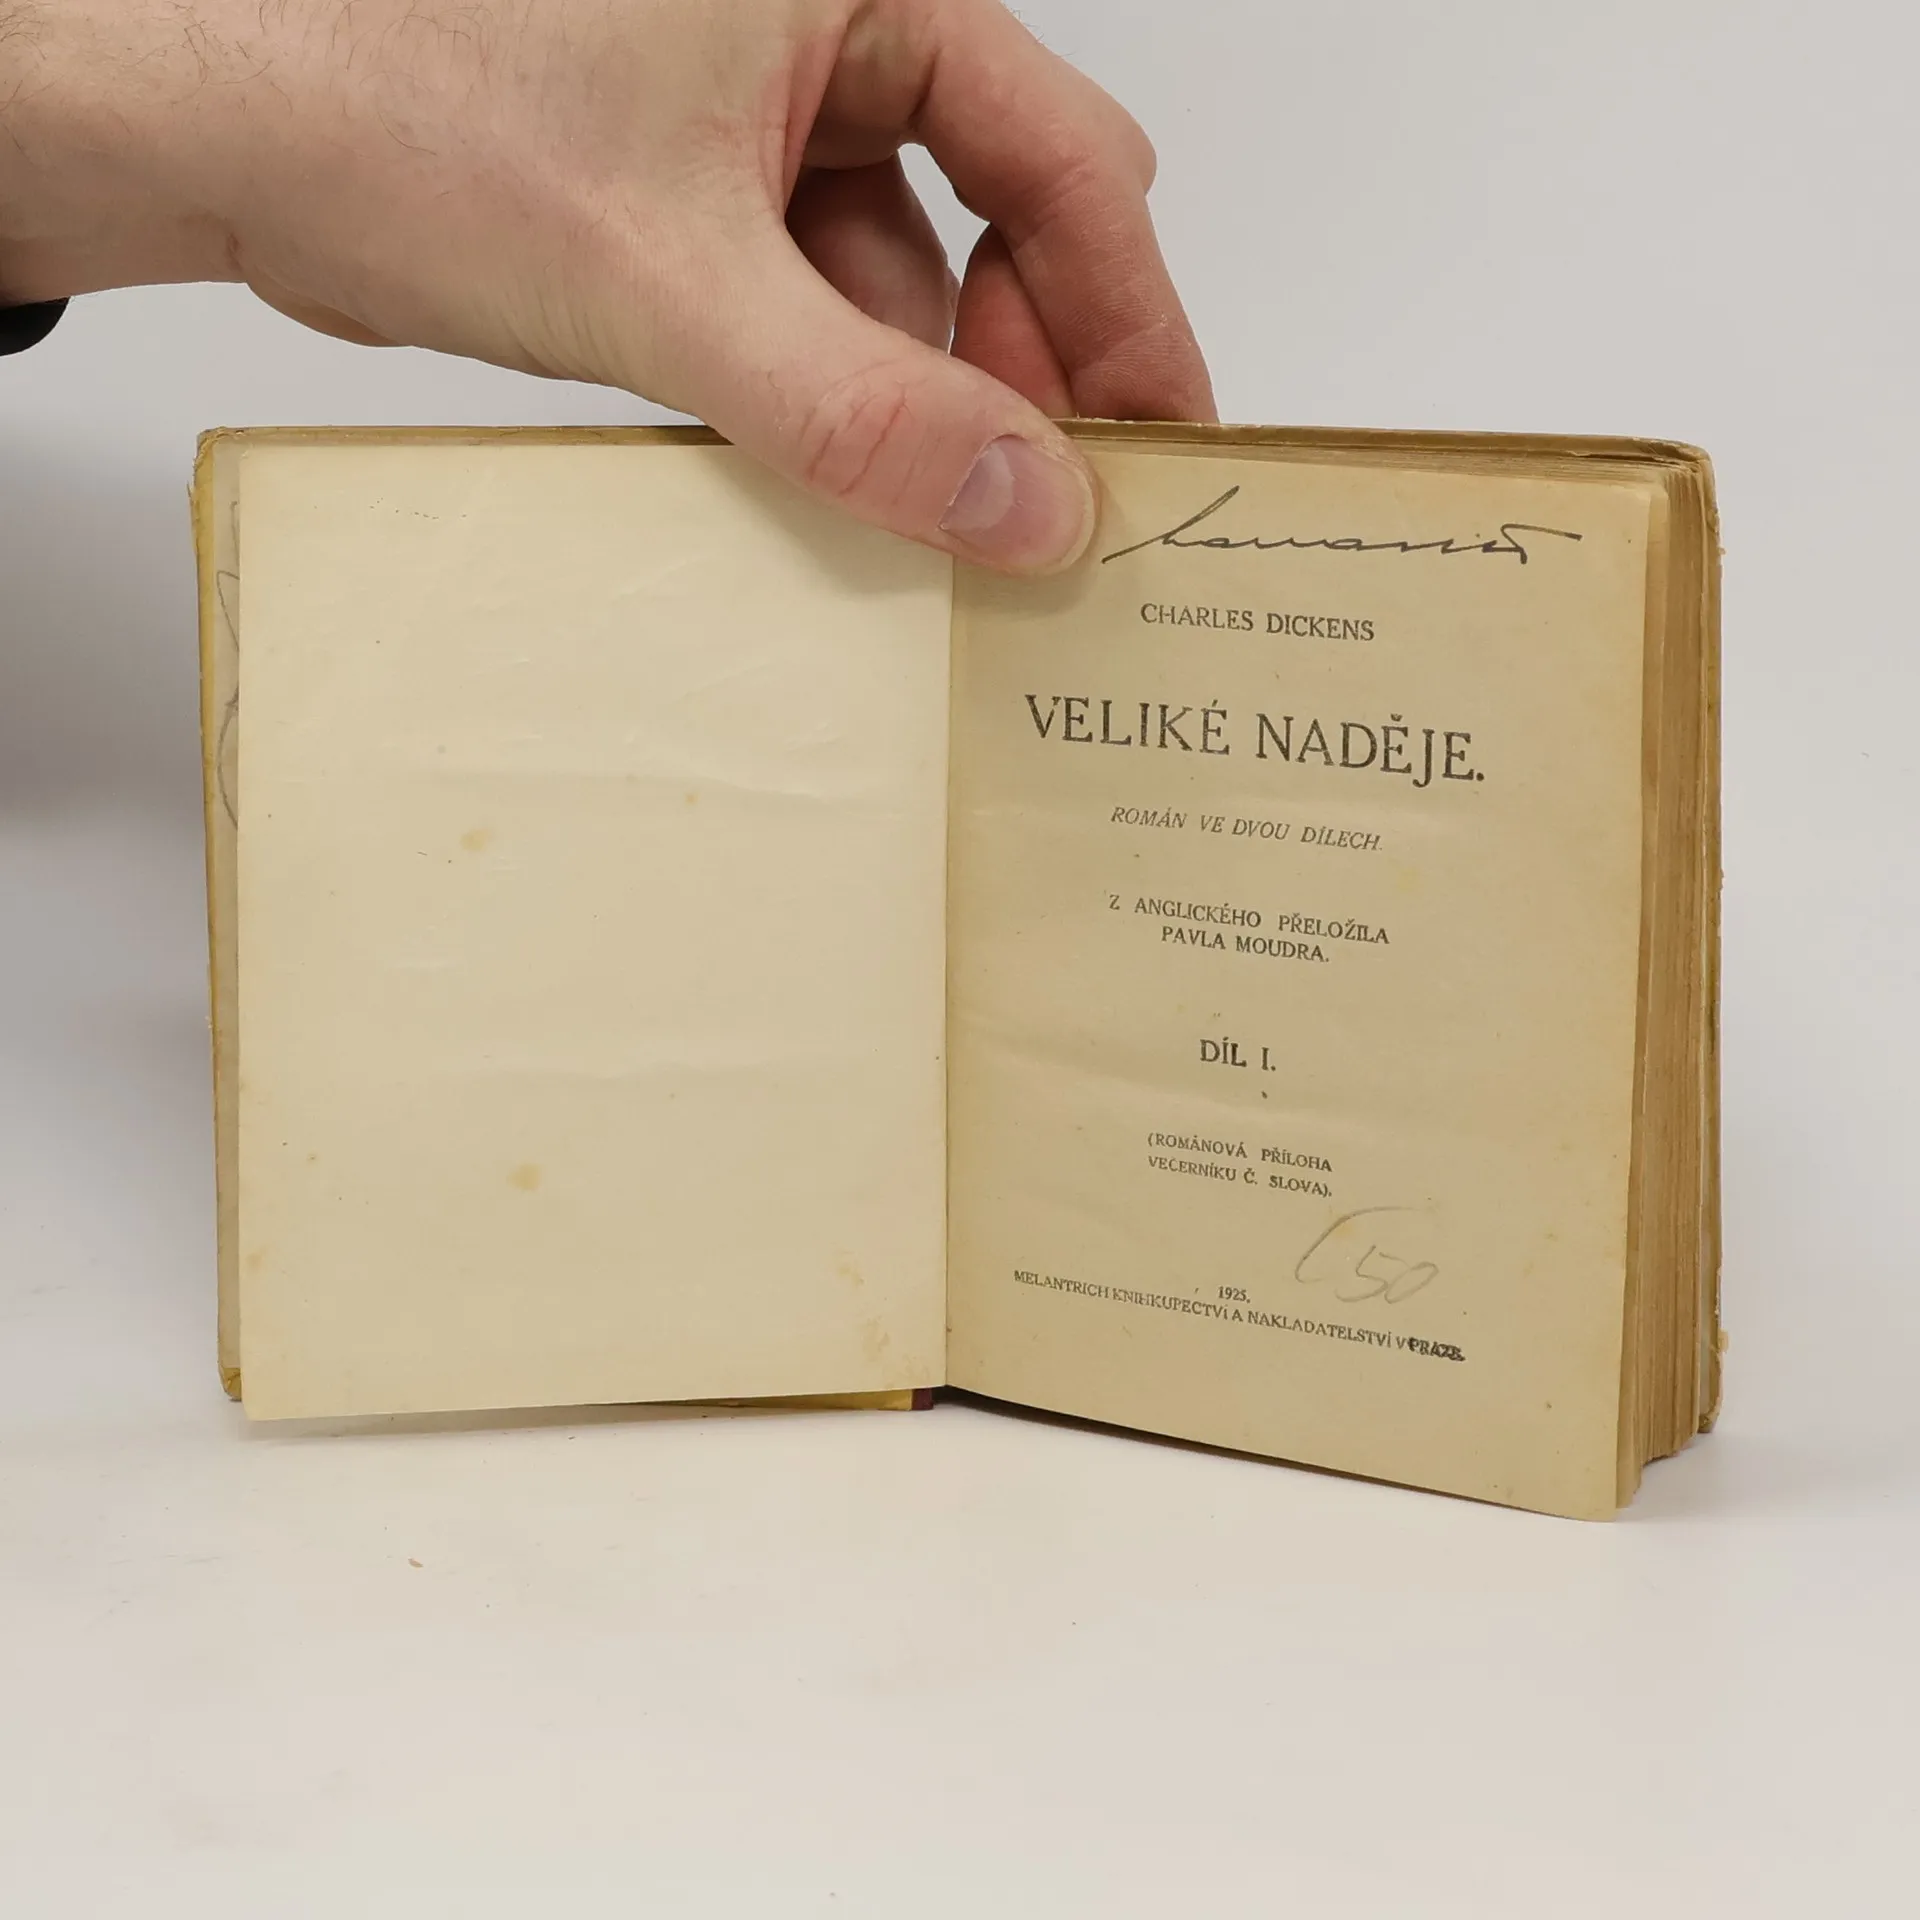 CHARLES DICKENS
VELIKÉ NADĚJE.
ROMÁN VE DVOU DÍLECH.
Z ANGLICKÉHO PŘELOŽILA
PAVLA MOUDRA.
DÍL I.
(ROMÁNOVÁ PŘÍLOHA
VEČERNÍKU Č. SLOVA).
50
1925.
MELANTRICH KNIHKUPECTVÍ A NAKLADATELSTVÍ V PRAZE.